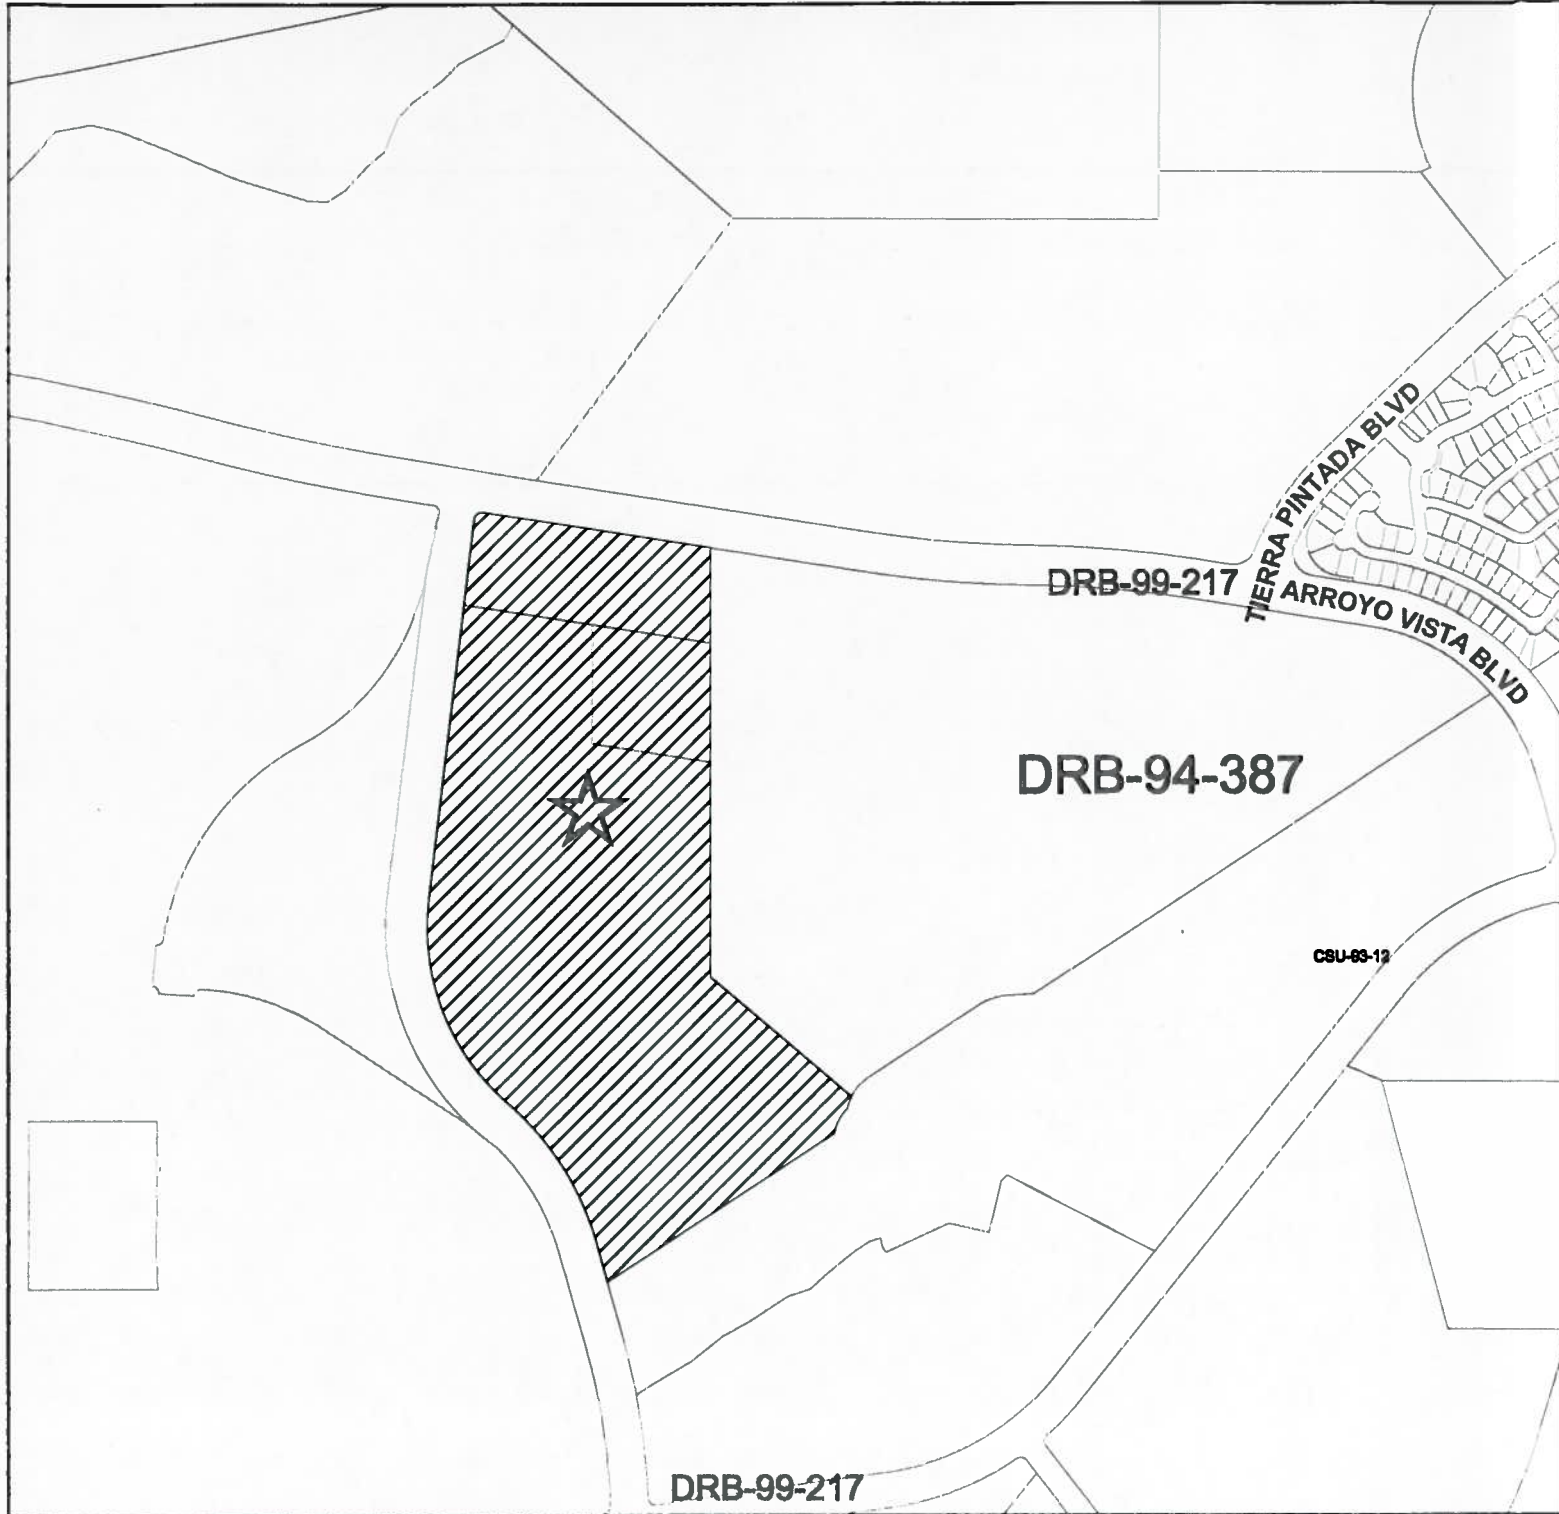 TIERRA PINTADA BLVD
DRB-99-217
ARROYO VISTA BLVD
DRB-94-387
DRB-99-217